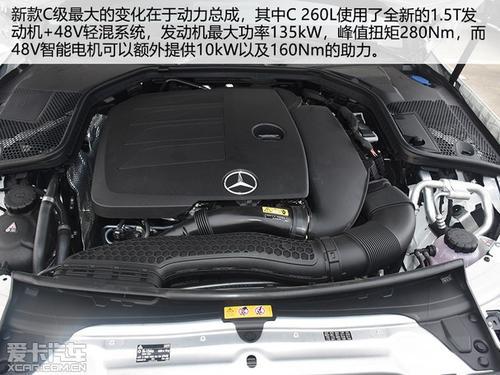 新款C级最大的变化在于动力总成，其中C 260L使用了全新的1.5T发
动机+48V轻混系统，发动机最大功率135kW，峰值扭矩280Nm，而
48V智能电机可以额外提供10kW以及160Nm的助力。
爱卡汽车
XCAR.COM.CN